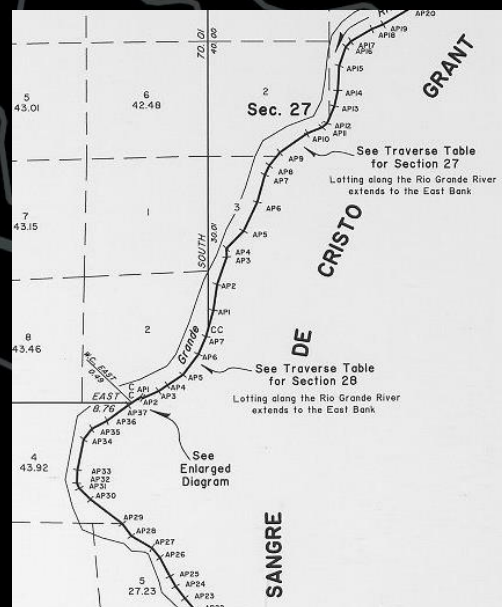 AP20
AP19
AP18
AP17
AP16
AP15
AP14
AP13
AP12
AP11
AP10
AP9
AP8
AP7
AP6
AP5
AP4
AP3
AP2
AP1
CC
AP7
AP6
AP5
AP4
AP3
AP2
AP1
C
C
AP37
AP36
AP35
AP34
AP33
AP32
AP31
AP30
AP29
AP28
AP27
AP26
AP25
AP24
AP23
70.01
40.00
5
43.01
6
42.48
2
Sec. 27
GRANT
See Traverse Table
for Section 27
Lotting along the Rio Grande River
extends to the East Bank
7
43.15
1
3
SOUTH
30.01
CRISTO
8
43.46
2
Grande
DE
See Traverse Table
for Section 28
Lotting along the Rio Grande River
extends to the East Bank
W.C. EAST
0.49
EAST
8.76
4
43.92
See
Enlarged
Diagram
SANGRE
5
27.23